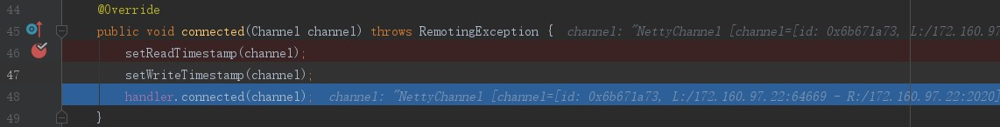 44 @Override
45 public void connected(Channel channel) throws RemotingException { channel: "NettyChannel [channel=[id: 0x6b671a73, L:/172.160.97
46 setReadTimestamp(channel);
47 setWriteTimestamp(channel);
48 handler.connected(channel); channel: "NettyChannel [channel=[id: 0x6b671a73, L:/172.160.97.22:64669 - R:/172.160.97.22:2020]
49 }